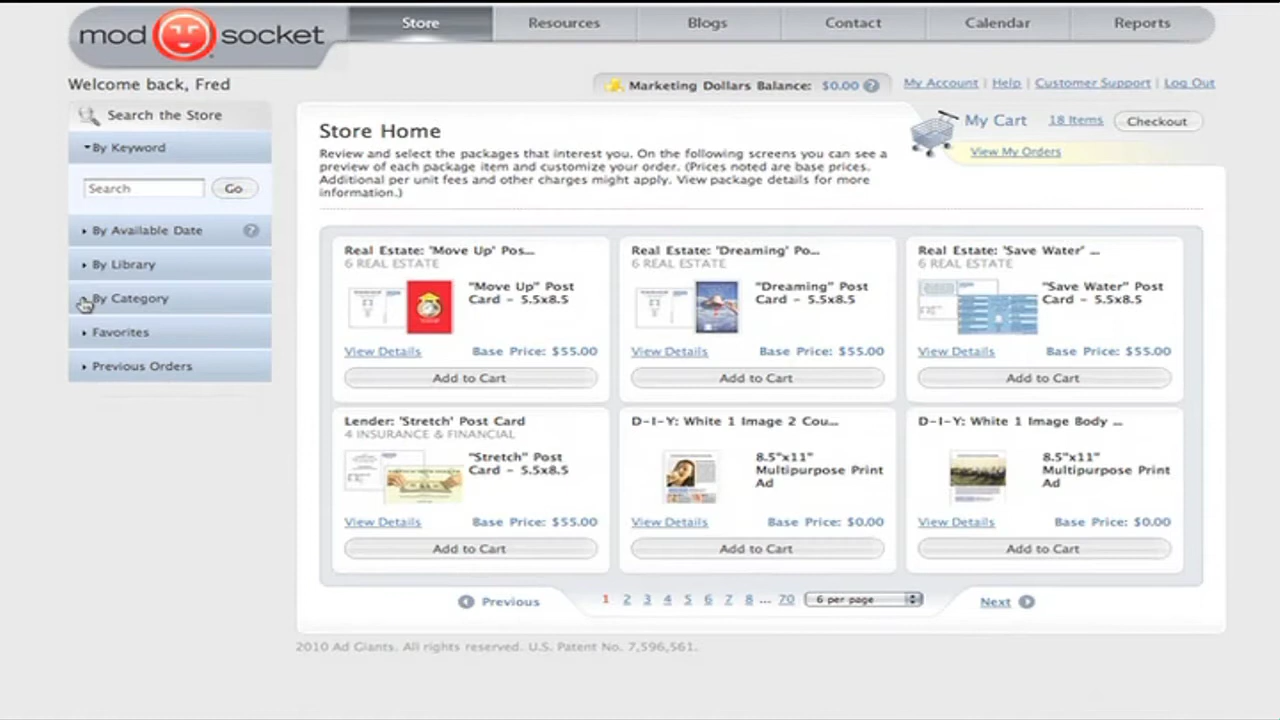 mod socket
Store
Resources
Blogs
Contact
Calendar
Reports
Welcome back, Fred
Marketing Dollars Balance: $0.00 ?
My Account | Help | Customer Support | Log Out
Search the Store
By Keyword
Search
Go
By Available Date ?
By Library
By Category
Favorites
Previous Orders
Store Home
My Cart 18 Items Checkout
View My Orders
Review and select the packages that interest you. On the following screens you can see a
preview of each package item and customize your order. (Prices noted are base prices.
Additional per unit fees and other charges might apply. View package details for more
information.)
Real Estate: 'Move Up' Pos...
6 REAL ESTATE
"Move Up" Post
Card - 5.5x8.5
View Details Base Price: $55.00
Add to Cart
Real Estate: 'Dreaming' Po...
6 REAL ESTATE
"Dreaming" Post
Card - 5.5x8.5
View Details Base Price: $55.00
Add to Cart
Real Estate: 'Save Water' ...
6 REAL ESTATE
"Save Water" Post
Card - 5.5x8.5
View Details Base Price: $55.00
Add to Cart
Lender: 'Stretch' Post Card
4 INSURANCE & FINANCIAL
"Stretch" Post
Card - 5.5x8.5
View Details Base Price: $55.00
Add to Cart
D-I-Y: White 1 Image 2 Cou...
8.5"x11"
Multipurpose Print
Ad
View Details Base Price: $0.00
Add to Cart
D-I-Y: White 1 Image Body ...
8.5"x11"
Multipurpose Print
Ad
View Details Base Price: $0.00
Add to Cart
Previous 1 2 3 4 5 6 7 8 ... 70 6 per page Next
2010 Ad Giants. All rights reserved. U.S. Patent No. 7,596,561.